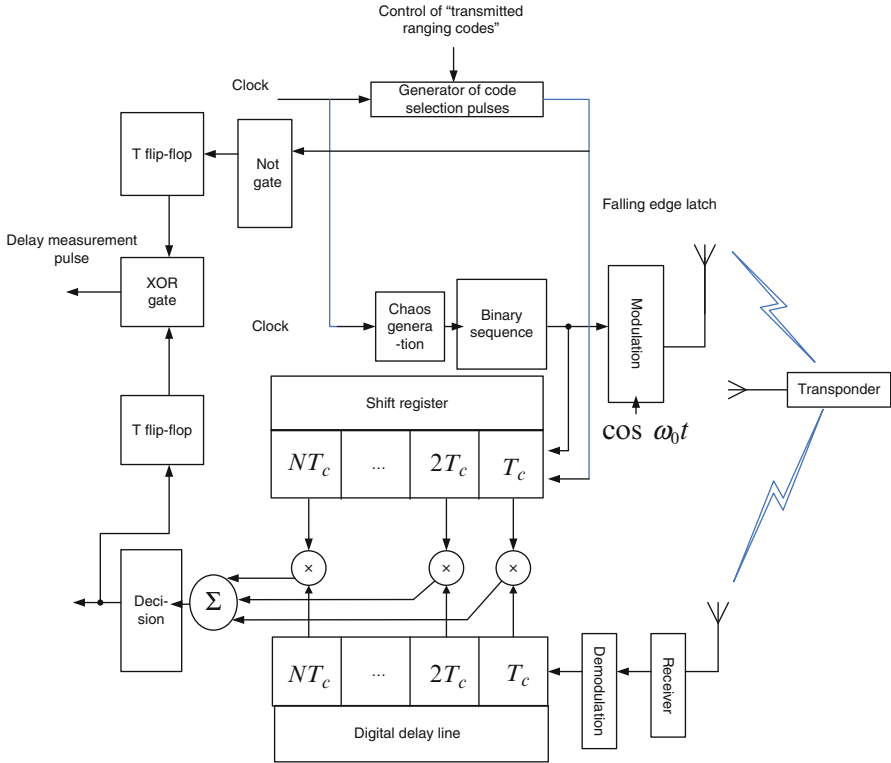 Control of “transmitted
ranging codes”
Clock
Generator of code
selection pulses
T flip-flop
Not
gate
Falling edge latch
Delay measurement
pulse
XOR
gate
Clock
Chaos
genera
-tion
Binary
sequence
Modulation
Transponder
cos ω₀t
Shift register
T flip-flop
NT_c
...
2T_c
T_c
×
×
×
Deci-
sion
Σ
NT_c
...
2T_c
T_c
Demodulation
Receiver
Digital delay line